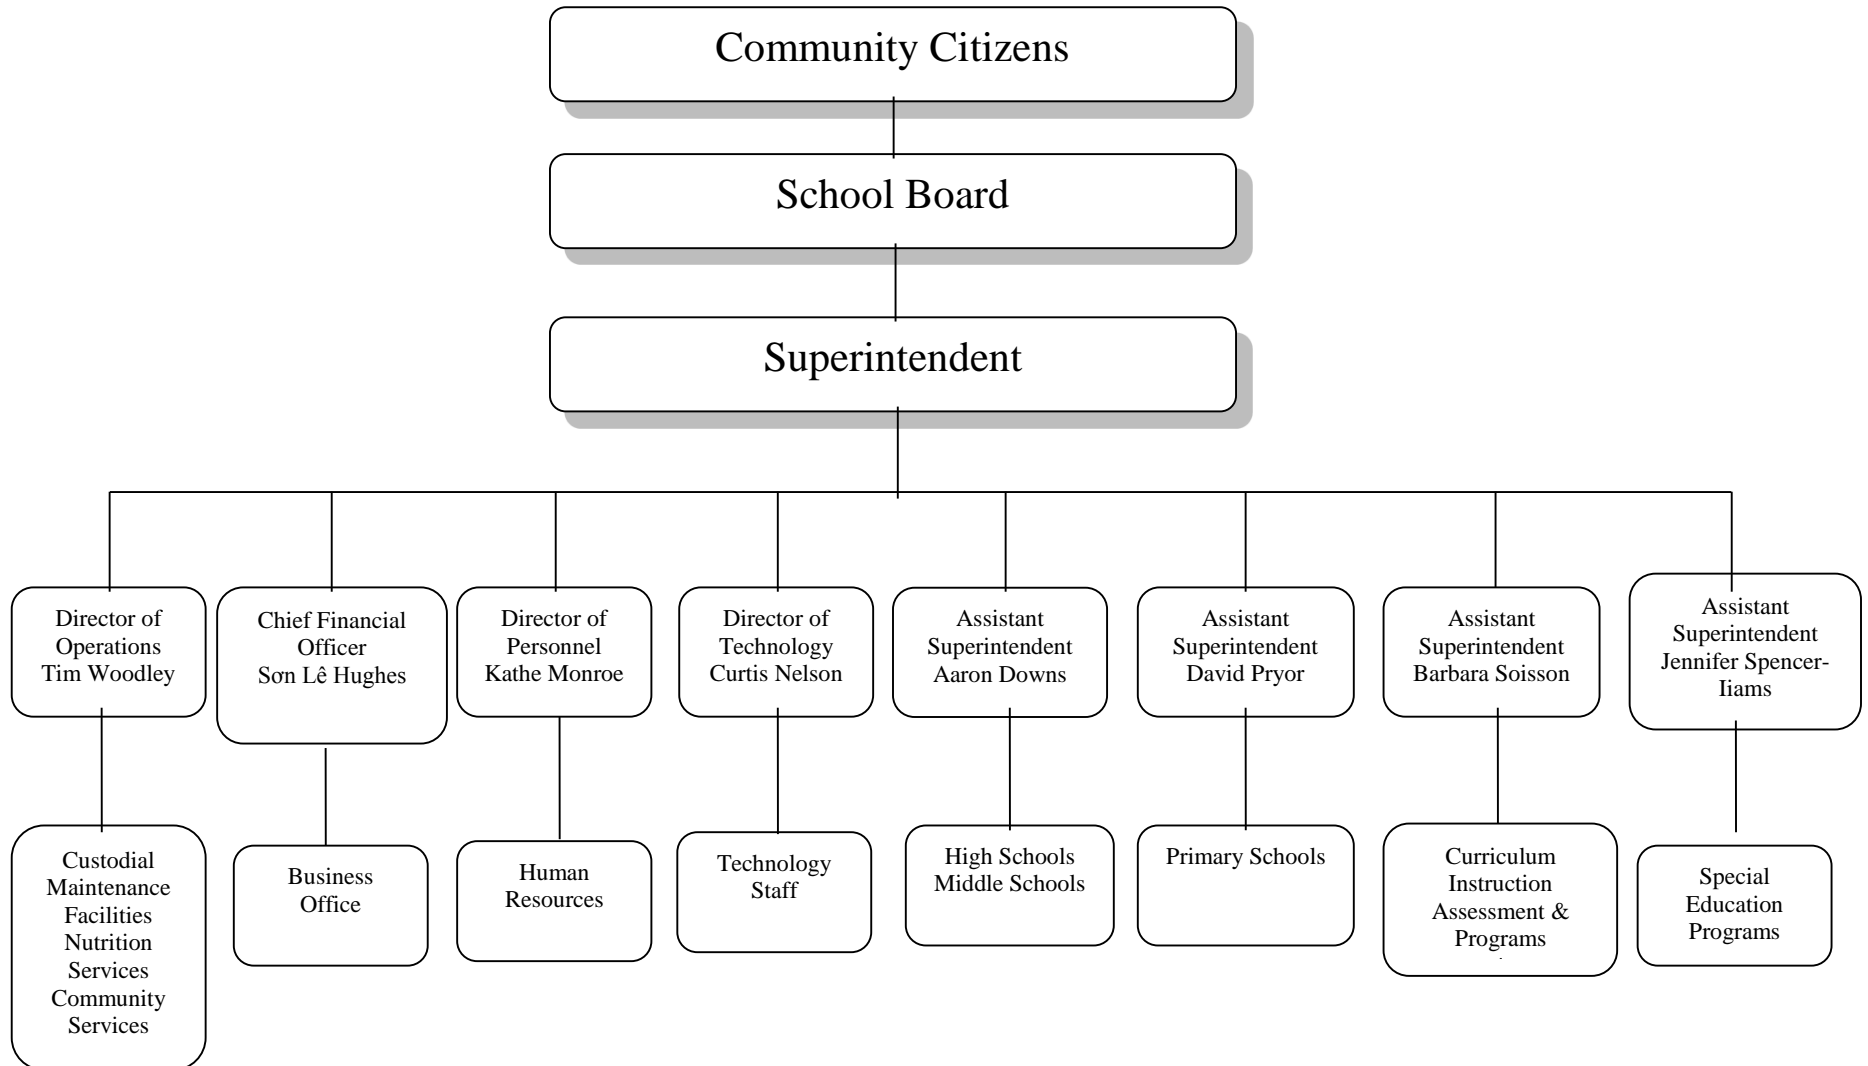 Community Citizens
School Board
Superintendent
Director of
Operations
Tim Woodley
Chief Financial
Officer
Sơn Lê Hughes
Director of
Personnel
Kathe Monroe
Director of
Technology
Curtis Nelson
Assistant
Superintendent
Aaron Downs
Assistant
Superintendent
David Pryor
Assistant
Superintendent
Barbara Soisson
Assistant
Superintendent
Jennifer Spencer-
Iiams
Custodial
Maintenance
Facilities
Nutrition
Services
Community
Services
Business
Office
Human
Resources
Technology
Staff
High Schools
Middle Schools
Primary Schools
Curriculum
Instruction
Assessment &
Programs
Special
Education
Programs